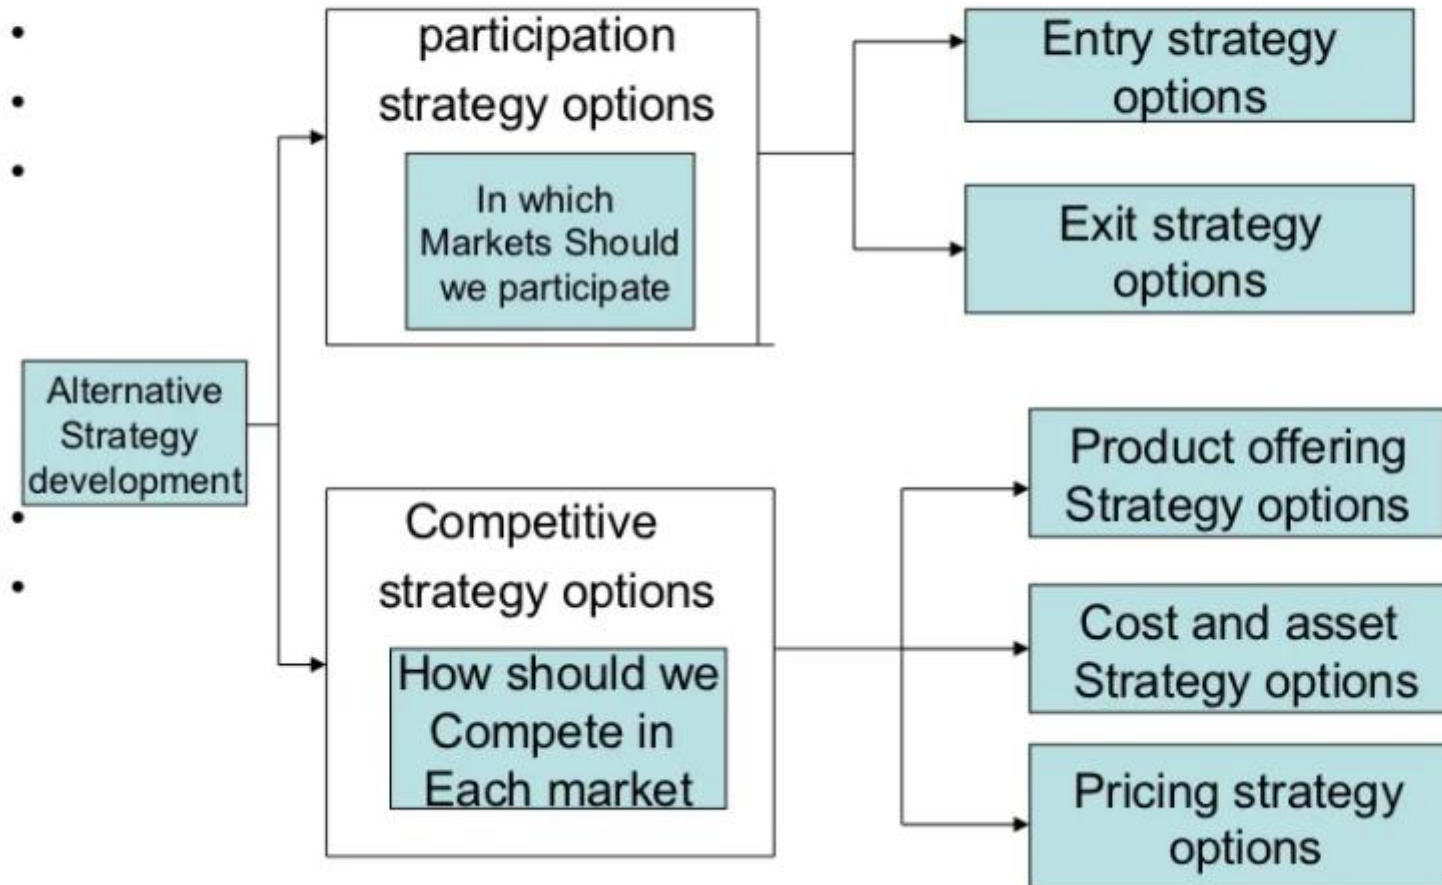 participation
strategy options
In which
Markets Should
we participate
Entry strategy
options
Exit strategy
options
Alternative
Strategy
development
Competitive
strategy options
How should we
Compete in
Each market
Product offering
Strategy options
Cost and asset
Strategy options
Pricing strategy
options